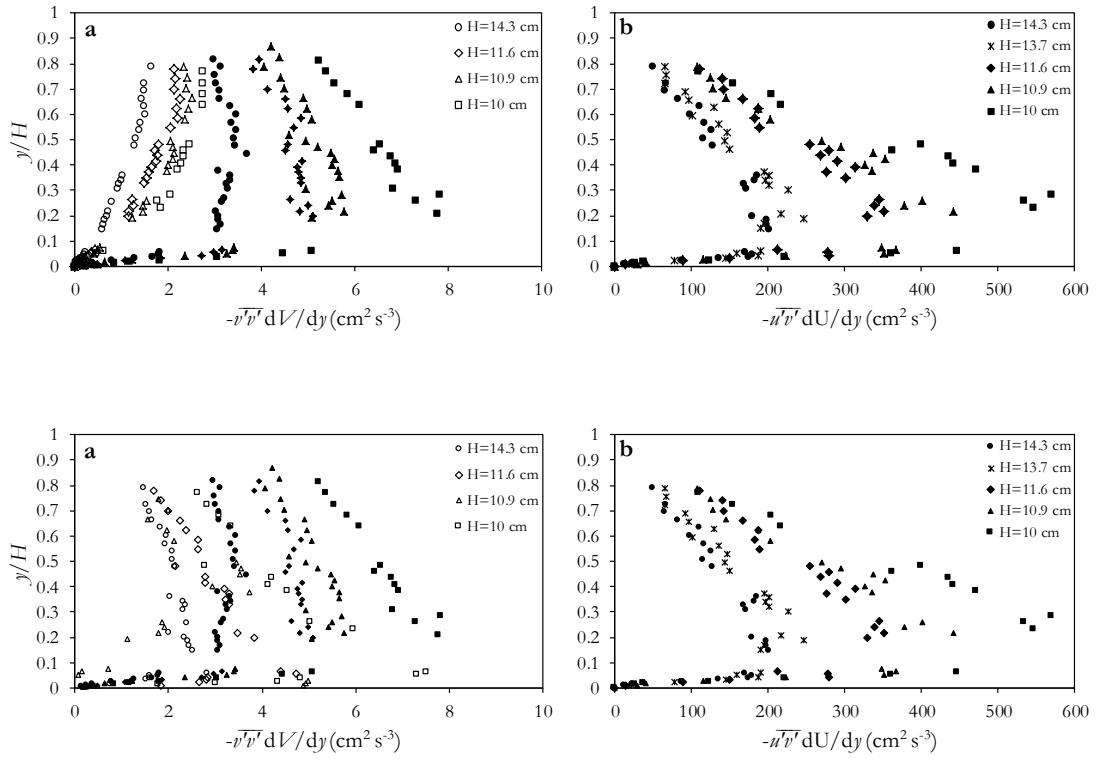 a
H=14.3 cm
H=11.6 cm
H=10.9 cm
H=10 cm
1
0.9
0.8
0.7
0.6
0.5
0.4
0.3
0.2
0.1
0
y/H
0 2 4 6 8 10
-v'v' dV/dy (cm² s⁻³)
b
H=14.3 cm
H=13.7 cm
H=11.6 cm
H=10.9 cm
H=10 cm
1
0.9
0.8
0.7
0.6
0.5
0.4
0.3
0.2
0.1
0
0 100 200 300 400 500 600
-u'v' dU/dy (cm² s⁻³)
a
H=14.3 cm
H=11.6 cm
H=10.9 cm
H=10 cm
1
0.9
0.8
0.7
0.6
0.5
0.4
0.3
0.2
0.1
0
y/H
0 2 4 6 8 10
-v'v' dV/dy (cm² s⁻³)
b
H=14.3 cm
H=13.7 cm
H=11.6 cm
H=10.9 cm
H=10 cm
1
0.9
0.8
0.7
0.6
0.5
0.4
0.3
0.2
0.1
0
0 100 200 300 400 500 600
-u'v' dU/dy (cm² s⁻³)